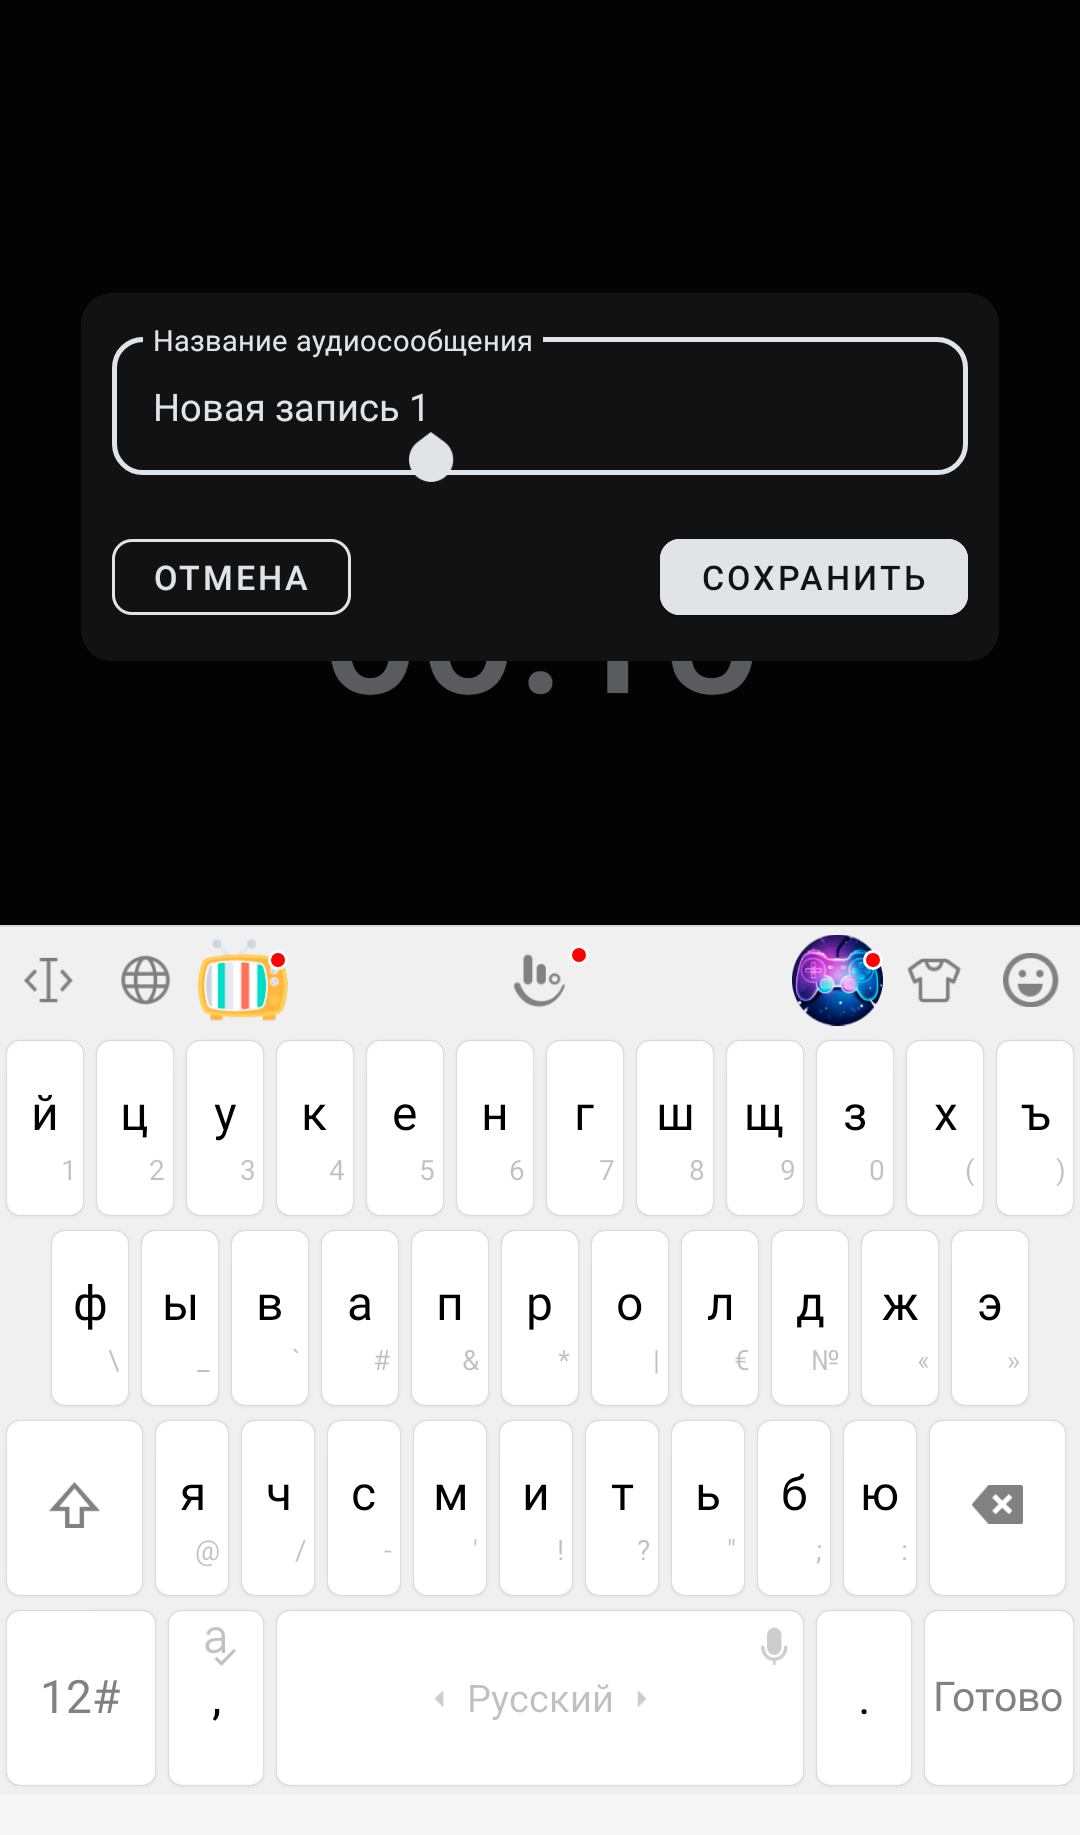 Название аудиосообщения
Новая запись 1
ОТМЕНА
СОХРАНИТЬ
й ц у к е н г ш щ з х ъ
1 2 3 4 5 6 7 8 9 0 ( )
ф ы в а п р о л д ж э
\ _ ` # & * | € № « »
я ч с м и т ь б ю
@ / - ' ! ? " ; :
a
12# , Русский . Готово